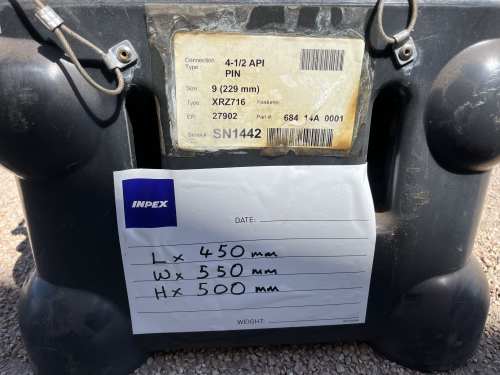 Connection Type: 4-1/2 API PIN
Size 9 (229 mm)
Type XRZ716 Features:
ER: 27902 Part #: 684 14A 0001
Serial #: SN1442
INPEX
DATE:
L x 450 mm
W x 550 mm
H x 500 mm
WEIGHT: